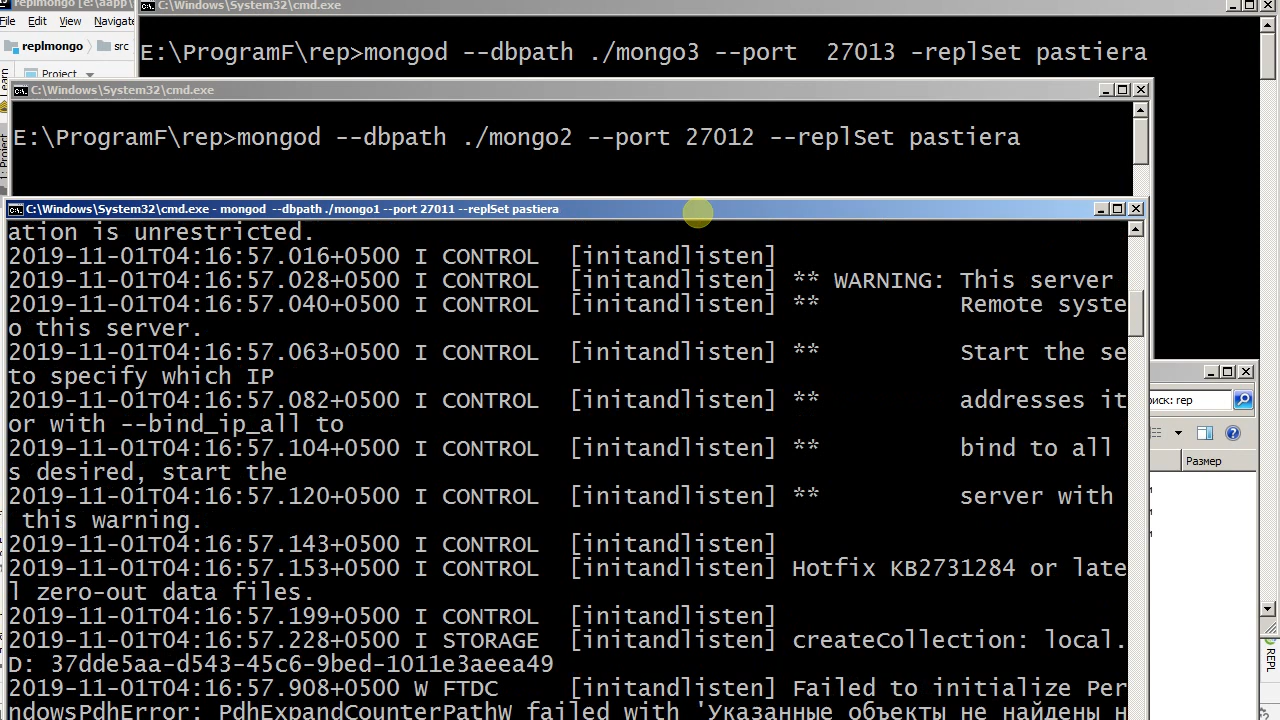 replmongo [e:\aapp\
File Edit View Navigate
replmongo src
Project
C:\Windows\System32\cmd.exe
E:\ProgramF\rep>mongod --dbpath ./mongo3 --port  27013 -replSet pastiera
C:\Windows\System32\cmd.exe
E:\ProgramF\rep>mongod --dbpath ./mongo2 --port 27012 --replSet pastiera
C:\Windows\System32\cmd.exe - mongod  --dbpath ./mongo1 --port 27011 --replSet pastiera
ation is unrestricted.
2019-11-01T04:16:57.016+0500 I CONTROL  [initandlisten]
2019-11-01T04:16:57.028+0500 I CONTROL  [initandlisten] ** WARNING: This server
2019-11-01T04:16:57.040+0500 I CONTROL  [initandlisten] **          Remote syste
o this server.
2019-11-01T04:16:57.063+0500 I CONTROL  [initandlisten] **          Start the se
to specify which IP
2019-11-01T04:16:57.082+0500 I CONTROL  [initandlisten] **          addresses it
or with --bind_ip_all to
2019-11-01T04:16:57.104+0500 I CONTROL  [initandlisten] **          bind to all
s desired, start the
2019-11-01T04:16:57.120+0500 I CONTROL  [initandlisten] **          server with
this warning.
2019-11-01T04:16:57.143+0500 I CONTROL  [initandlisten]
2019-11-01T04:16:57.153+0500 I CONTROL  [initandlisten] Hotfix KB2731284 or late
l zero-out data files.
2019-11-01T04:16:57.199+0500 I CONTROL  [initandlisten]
2019-11-01T04:16:57.228+0500 I STORAGE  [initandlisten] createCollection: local.
D: 37dde5aa-d543-45c6-9bed-1011e3aeea49
2019-11-01T04:16:57.908+0500 W FTDC     [initandlisten] Failed to initialize Per
ndowsPdhError: PdhExpandCounterPathW failed with 'Указанные объекты не найдены н
оиск: rep
Размер
REPL